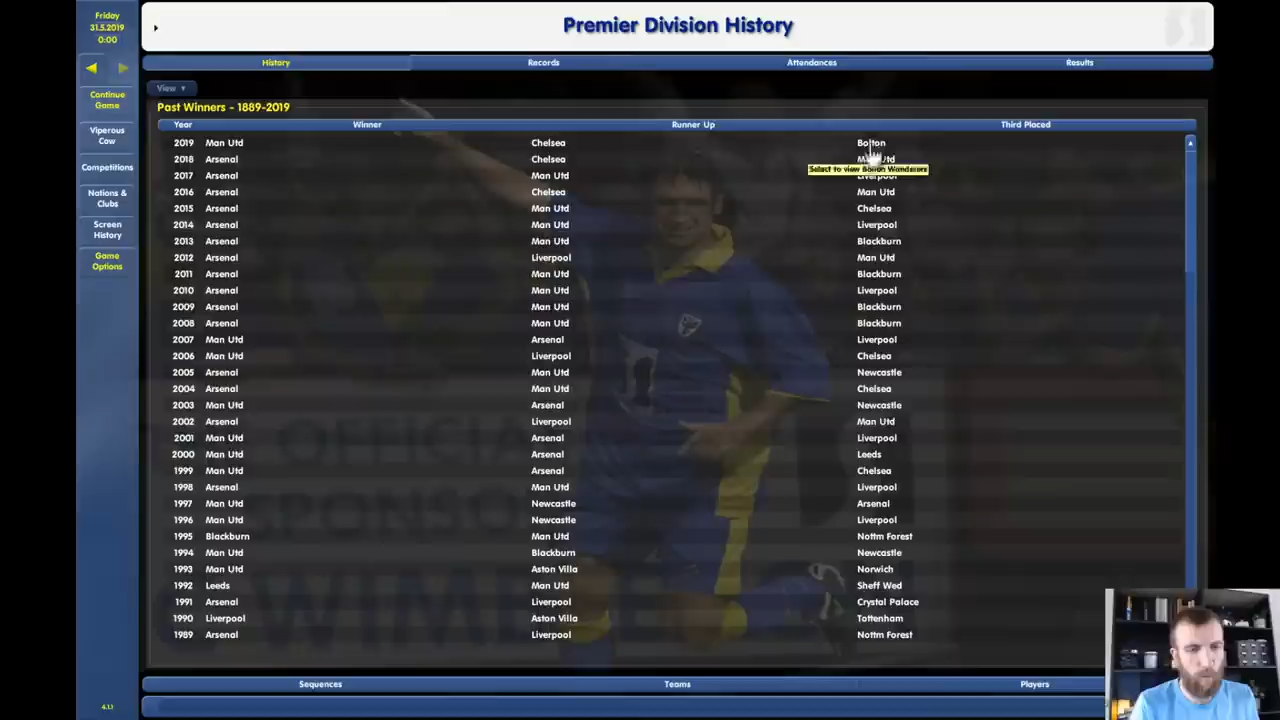 Friday
31.5.2019
0:00
Premier Division History
History Records Attendances Results
Continue
Game
View
Past Winners - 1889-2019
Year Winner Runner Up Third Placed
Viperous
Cow
Competitions
Nations &
Clubs
Screen
History
Game
Options
2019 Man Utd Chelsea Bolton
2018 Arsenal Chelsea Man Utd
Select to view Bolton Wanderers
2017 Arsenal Man Utd Liverpool
2016 Arsenal Chelsea Man Utd
2015 Arsenal Man Utd Chelsea
2014 Arsenal Man Utd Liverpool
2013 Arsenal Man Utd Blackburn
2012 Arsenal Liverpool Man Utd
2011 Arsenal Man Utd Blackburn
2010 Arsenal Man Utd Liverpool
2009 Arsenal Man Utd Blackburn
2008 Arsenal Man Utd Blackburn
2007 Man Utd Arsenal Liverpool
2006 Man Utd Liverpool Chelsea
2005 Arsenal Man Utd Newcastle
2004 Arsenal Man Utd Chelsea
2003 Man Utd Arsenal Newcastle
2002 Arsenal Liverpool Man Utd
2001 Man Utd Arsenal Liverpool
2000 Man Utd Arsenal Leeds
1999 Man Utd Arsenal Chelsea
1998 Arsenal Man Utd Liverpool
1997 Man Utd Newcastle Arsenal
1996 Man Utd Newcastle Liverpool
1995 Blackburn Man Utd Nottm Forest
1994 Man Utd Blackburn Newcastle
1993 Man Utd Aston Villa Norwich
1992 Leeds Man Utd Sheff Wed
1991 Arsenal Liverpool Crystal Palace
1990 Liverpool Aston Villa Tottenham
1989 Arsenal Liverpool Nottm Forest
OFFICIAL
SPONSOR
Sequences Teams Players
4.1.1